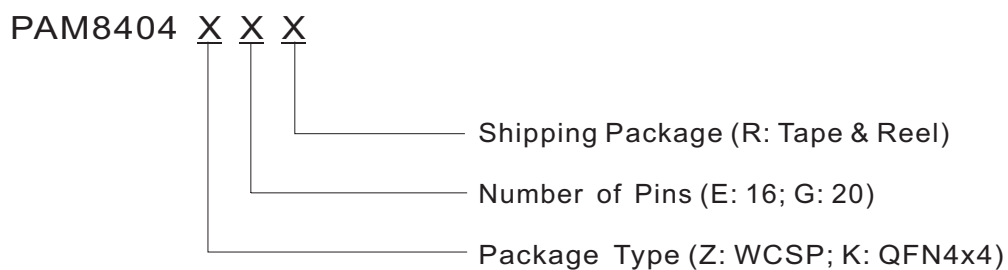 PAM8404 X X X
Shipping Package (R: Tape & Reel)
Number of Pins (E: 16; G: 20)
Package Type (Z: WCSP; K: QFN4x4)